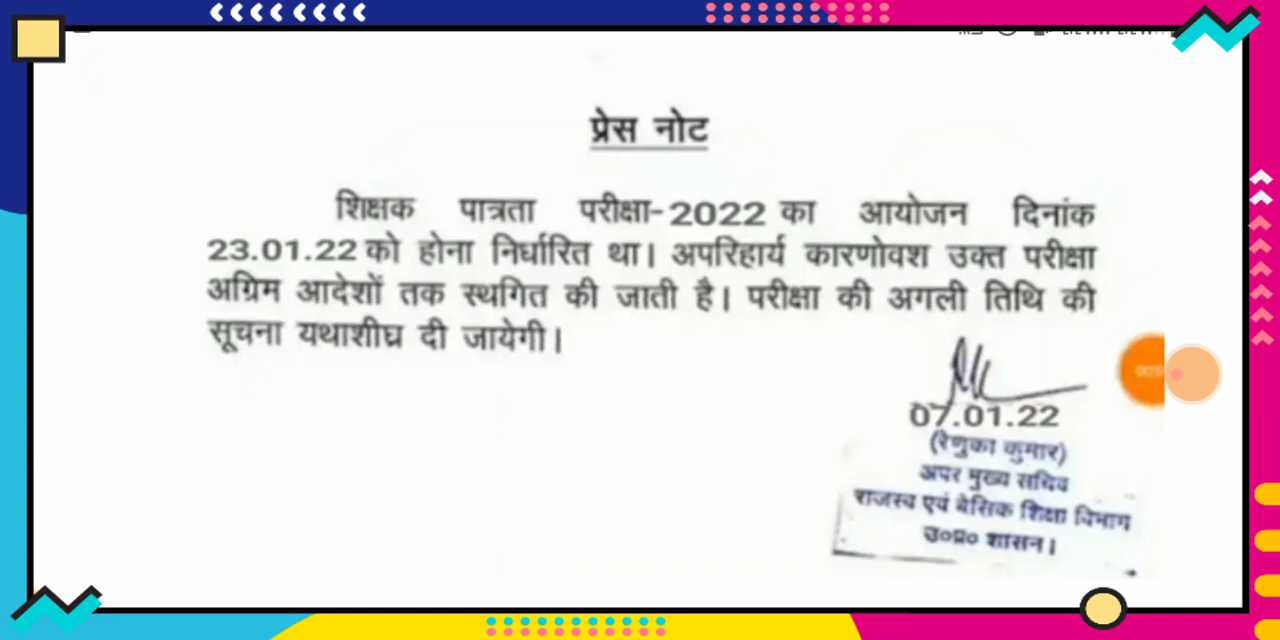 प्रेस नोट
शिक्षक पात्रता परीक्षा-2022 का आयोजन दिनांक
23.01.22 को होना निर्धारित था। अपरिहार्य कारणोवश उक्त परीक्षा
अग्रिम आदेशों तक स्थगित की जाती है। परीक्षा की अगली तिथि की
सूचना यथाशीघ्र दी जायेगी।
07.01.22
(रेणुका कुमार)
अपर मुख्य सचिव
राजस्व एवं बेसिक शिक्षा विभाग
उ०प्र० शासन।